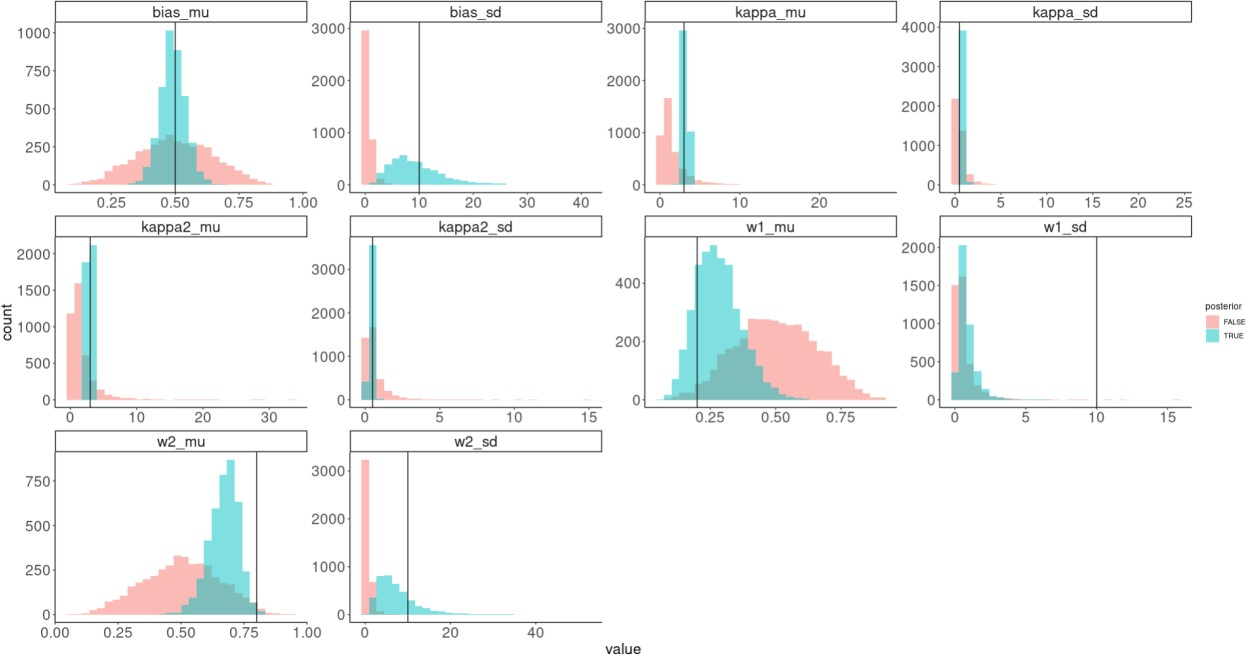 bias_mu bias_sd kappa_mu kappa_sd
1000 750 500 250 0
0.25 0.50 0.75 1.00
3000 2000 1000 0
0 10 20 30 40
3000 2000 1000 0
0 10 20
4000 3000 2000 1000 0
0 5 10 15 20 25
kappa2_mu kappa2_sd w1_mu w1_sd
2000 1500 1000 500 0
0 10 20 30
3000 2000 1000 0
0 5 10 15
400 200 0
0.25 0.50 0.75
2000 1500 1000 500 0
0 5 10 15
w2_mu w2_sd
750 500 250 0
0.00 0.25 0.50 0.75 1.00
3000 2000 1000 0
0 20 40
count
value
posterior
FALSE
TRUE